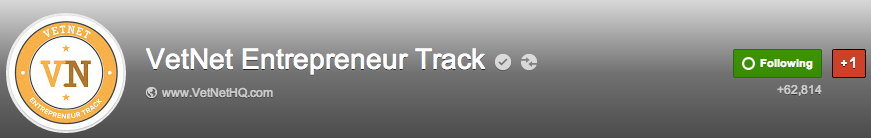 VETNET
VN
ENTREPRENEUR TRACK
VetNet Entrepreneur Track
www.VetNetHQ.com
Following
+1
+62,814